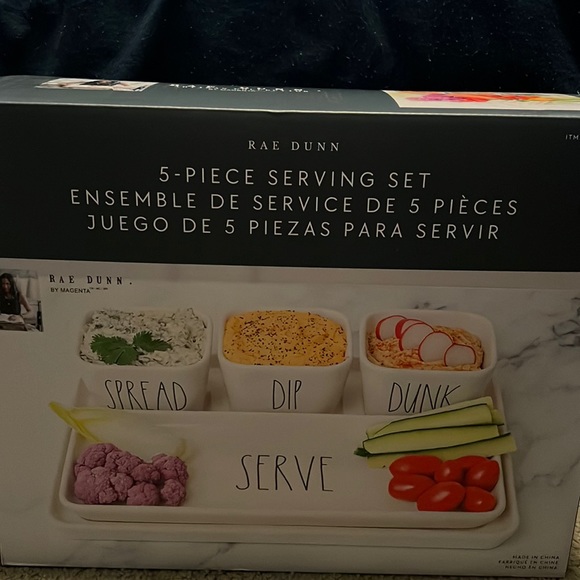 RAE DUNN
ITM
5-PIECE SERVING SET
ENSEMBLE DE SERVICE DE 5 PIÈCES
JUEGO DE 5 PIEZAS PARA SERVIR
RAE DUNN.
BY MAGENTA
SPREAD
DIP
DUNK
SERVE
MADE IN CHINA
FABRIQUÉ EN CHINE
HECHO EN CHINA